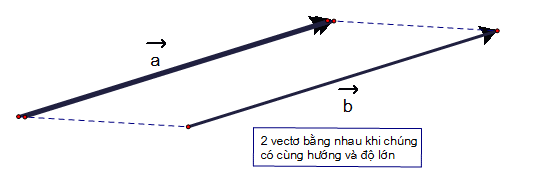 a
b
2 vectơ bằng nhau khi chúng
có cùng hướng và độ lớn